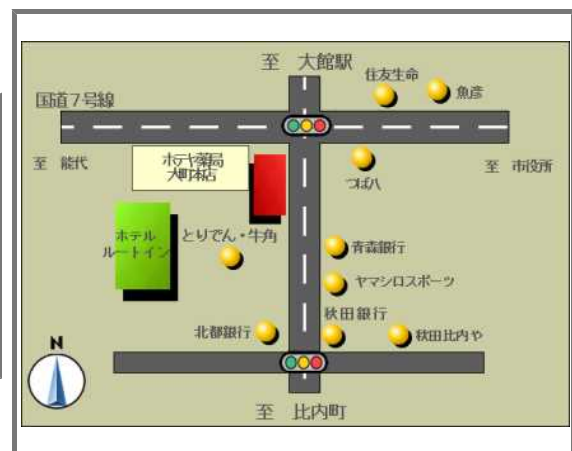 至 大館駅
住友生命
魚彦
国道7号線
至 能代
ホテヤ薬局
大町本店
つぼ八
至 市役所
ホテル
ルートイン
とりでん・牛角
青森銀行
ヤマシロスポーツ
秋田銀行
北都銀行
秋田比内や
N
至 比内町